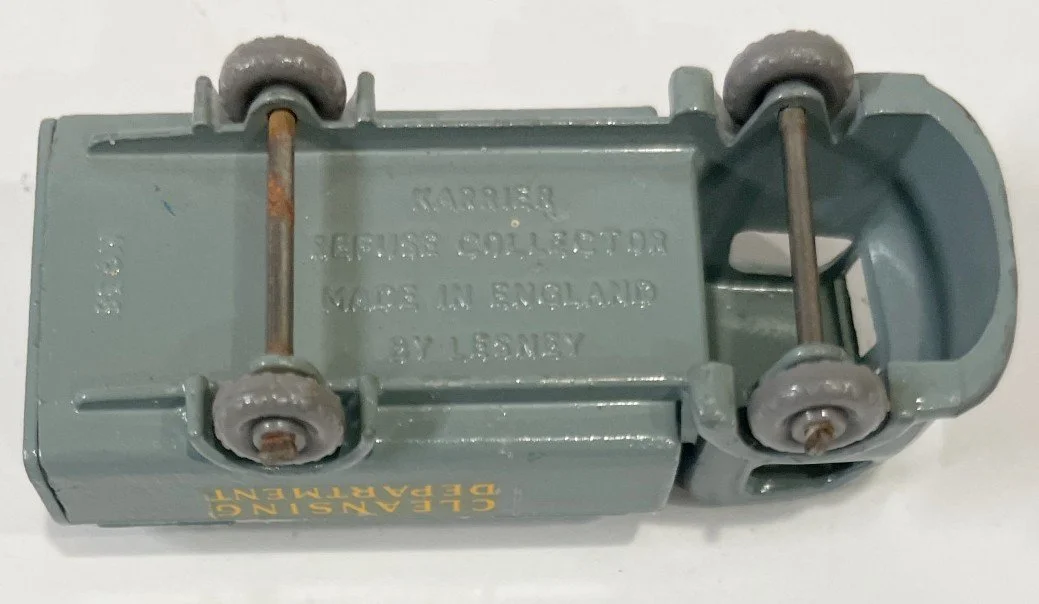 KARRIER
REFUSE COLLECTOR
MADE IN ENGLAND
BY LESNEY
CLEANSING
DEPARTMENT